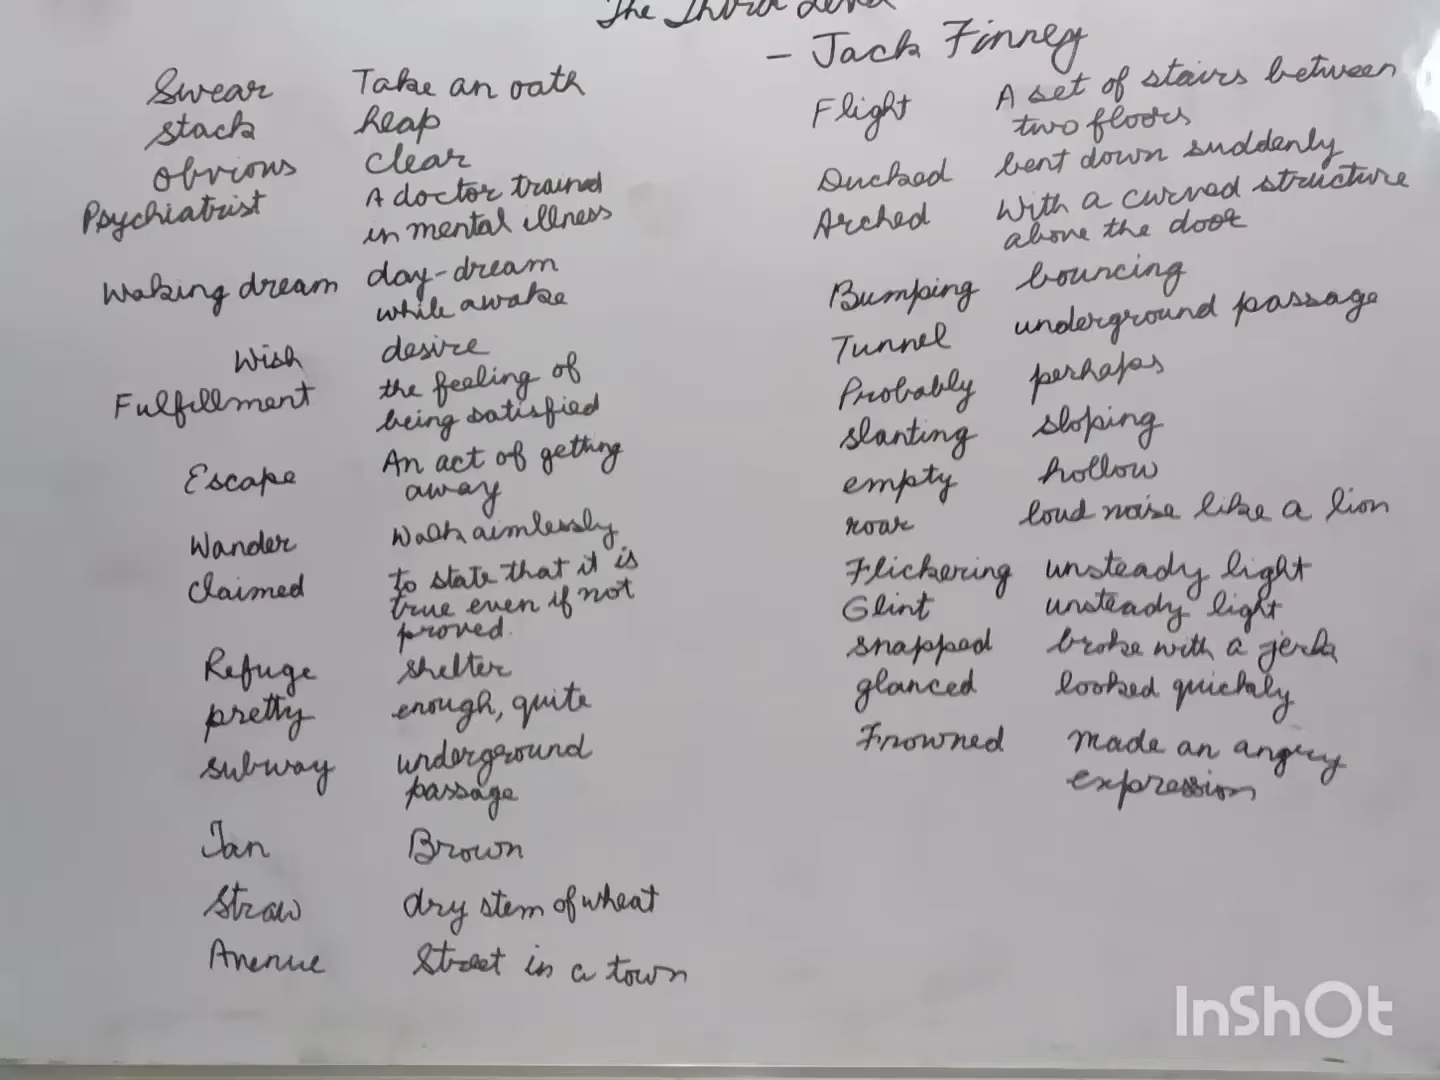 The Third Level
- Jack Finney
Swear Take an oath
stack heap
obvious clear
Psychiatrist A doctor trained
in mental illness
Waking dream day-dream
while awake
Wish desire
Fulfillment the feeling of
being satisfied
Escape An act of getting
away
Wander Walk aimlessly
claimed to state that it is
true even if not
proved.
Refuge shelter
pretty enough, quite
subway underground
passage
Tan Brown
Straw dry stem of wheat
Avenue Street in a town
Flight A set of stairs between
two floors
Ducked bent down suddenly
Arched With a curved structure
above the door
Bumping bouncing
Tunnel underground passage
Probably perhaps
slanting sloping
empty hollow
roar loud noise like a lion
Flickering unsteady light
Glint unsteady light
snapped broke with a jerk
glanced looked quickly
Frowned made an angry
expression
InShOt